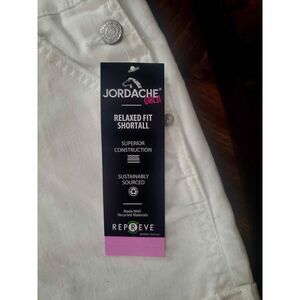 JORDACHE
GIRLS
RELAXED FIT
SHORTALL
SUPERIOR
CONSTRUCTION
SUSTAINABLY
SOURCED
Made With
Recycled Materials
REPREVE